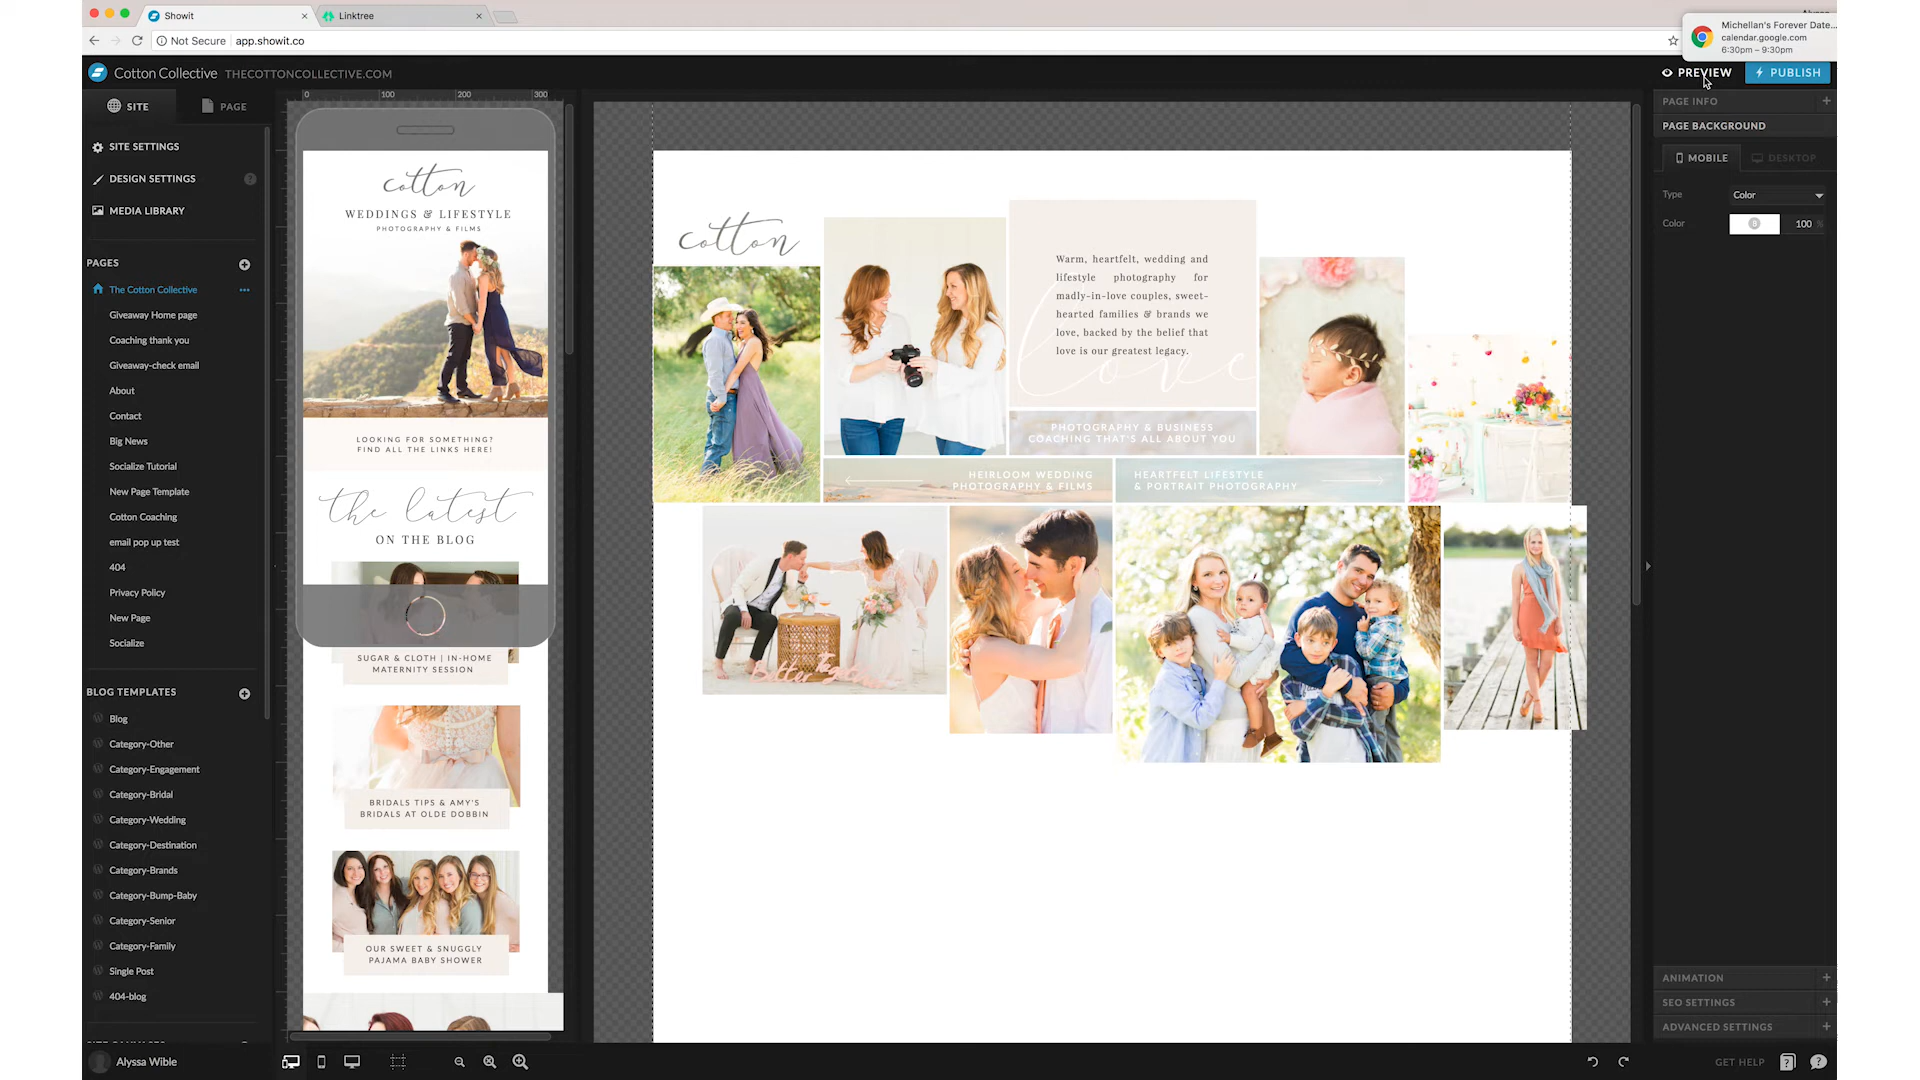 Showit
Linktree
Michellan's Forever Date...
calendar.google.com
6:30pm – 9:30pm
Not Secure
app.showit.co
Cotton Collective
THECOTTONCOLLECTIVE.COM
PREVIEW
PUBLISH
SITE
PAGE
SITE SETTINGS
DESIGN SETTINGS
MEDIA LIBRARY
PAGES
The Cotton Collective
Giveaway Home page
Coaching thank you
Giveaway-check email
About
Contact
Big News
Socialize Tutorial
New Page Template
Cotton Coaching
email pop up test
404
Privacy Policy
New Page
Socialize
BLOG TEMPLATES
Blog
Category-Other
Category-Engagement
Category-Bridal
Category-Wedding
Category-Destination
Category-Brands
Category-Bump-Baby
Category-Senior
Category-Family
Single Post
404-blog
Alyssa Wible
0 100 200 300
cotton
WEDDINGS & LIFESTYLE
PHOTOGRAPHY & FILMS
LOOKING FOR SOMETHING?
FIND ALL THE LINKS HERE!
the latest
ON THE BLOG
SUGAR & CLOTH | IN-HOME
MATERNITY SESSION
BRIDALS TIPS & AMY'S
BRIDALS AT OLDE DOBBIN
OUR SWEET & SNUGGLY
PAJAMA BABY SHOWER
cotton
Warm, heartfelt, wedding and
lifestyle photography for
madly-in-love couples, sweet-
hearted families & brands we
love, backed by the belief that
love is our greatest legacy.
love
PHOTOGRAPHY & BUSINESS
COACHING THAT'S ALL ABOUT YOU
HEIRLOOM WEDDING
PHOTOGRAPHY & FILMS
HEARTFELT LIFESTYLE
& PORTRAIT PHOTOGRAPHY
Better Together
PAGE INFO
PAGE BACKGROUND
MOBILE
DESKTOP
Type
Color
Color
100 %
ANIMATION
SEO SETTINGS
ADVANCED SETTINGS
GET HELP